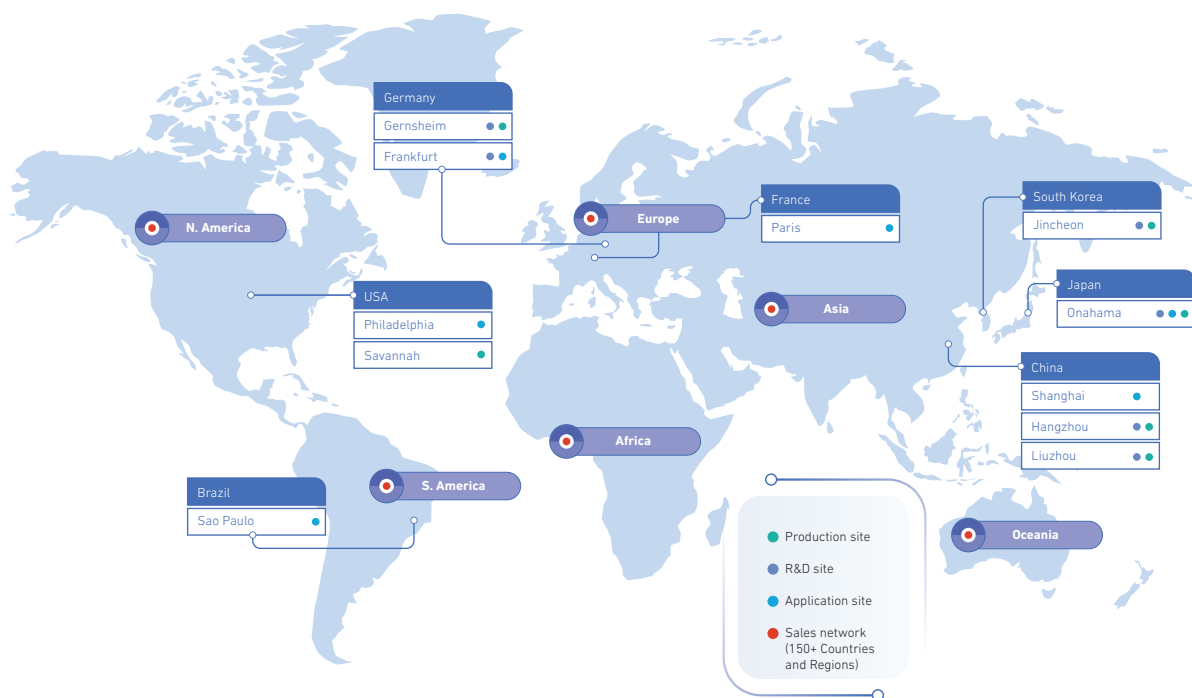 Germany
Gernsheim
Frankfurt
N. America
Europe
France
Paris
South Korea
Jincheon
USA
Philadelphia
Savannah
Asia
Japan
Onahama
China
Shanghai
Hangzhou
Liuzhou
Africa
S. America
Brazil
Sao Paulo
Oceania
Production site
R&D site
Application site
Sales network
(150+ Countries
and Regions)